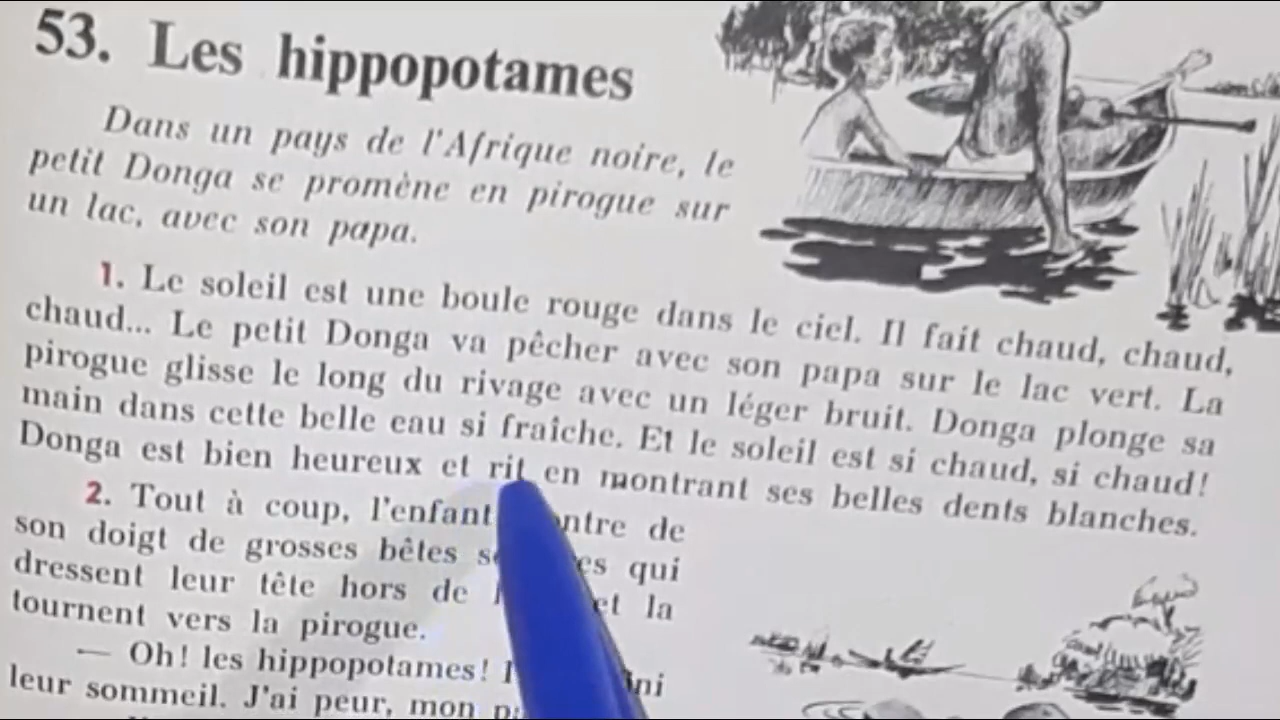 53. Les hippopotames
Dans un pays de l'Afrique noire, le
petit Donga se promène en pirogue sur
un lac, avec son papa.
1. Le soleil est une boule rouge dans le ciel. Il fait chaud, chaud,
chaud... Le petit Donga va pêcher avec son papa sur le lac vert. La
pirogue glisse le long du rivage avec un léger bruit. Donga plonge sa
main dans cette belle eau si fraîche. Et le soleil est si chaud, si chaud!
Donga est bien heureux et rit en montrant ses belles dents blanches.
2. Tout à coup, l'enfant de
son doigt de grosses bêtes qui
dressent leur tête hors de et la
tournent vers la pirogue.
— Oh! les hippopotames!
leur sommeil. J'ai peur, mon